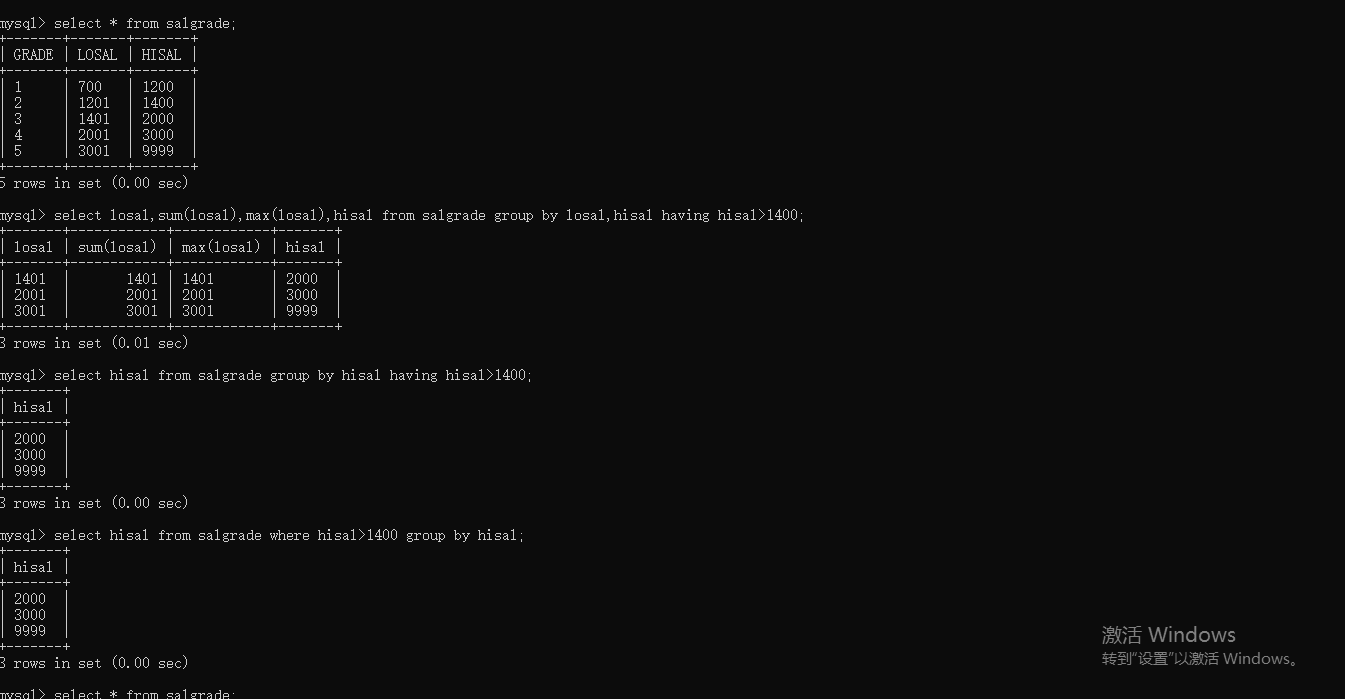 mysql> select * from salgrade;
+-------+-------+-------+
| GRADE | LOSAL | HISAL |
+-------+-------+-------+
| 1     | 700   | 1200  |
| 2     | 1201  | 1400  |
| 3     | 1401  | 2000  |
| 4     | 2001  | 3000  |
| 5     | 3001  | 9999  |
+-------+-------+-------+
5 rows in set (0.00 sec)
mysql> select losal,sum(losal),max(losal),hisal from salgrade group by losal,hisal having hisal>1400;
+-------+------------+------------+-------+
| losal | sum(losal) | max(losal) | hisal |
+-------+------------+------------+-------+
| 1401  |       1401 | 1401       | 2000  |
| 2001  |       2001 | 2001       | 3000  |
| 3001  |       3001 | 3001       | 9999  |
+-------+------------+------------+-------+
3 rows in set (0.01 sec)
mysql> select hisal from salgrade group by hisal having hisal>1400;
+-------+
| hisal |
+-------+
| 2000  |
| 3000  |
| 9999  |
+-------+
3 rows in set (0.00 sec)
mysql> select hisal from salgrade where hisal>1400 group by hisal;
+-------+
| hisal |
+-------+
| 2000  |
| 3000  |
| 9999  |
+-------+
3 rows in set (0.00 sec)
mysql> select * from salgrade;
激活 Windows
转到"设置"以激活 Windows。